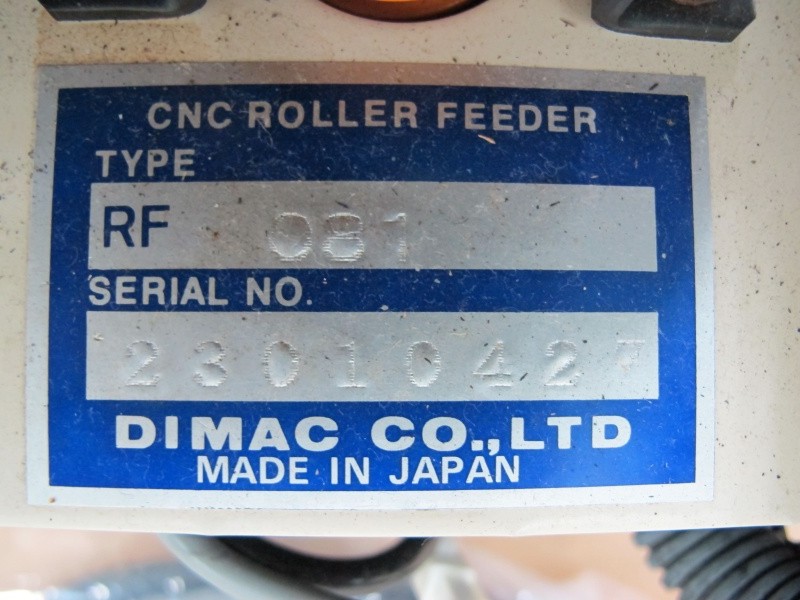 CNC ROLLER FEEDER
TYPE
RF 081
SERIAL NO.
2301042
DIMAC CO.,LTD
MADE IN JAPAN